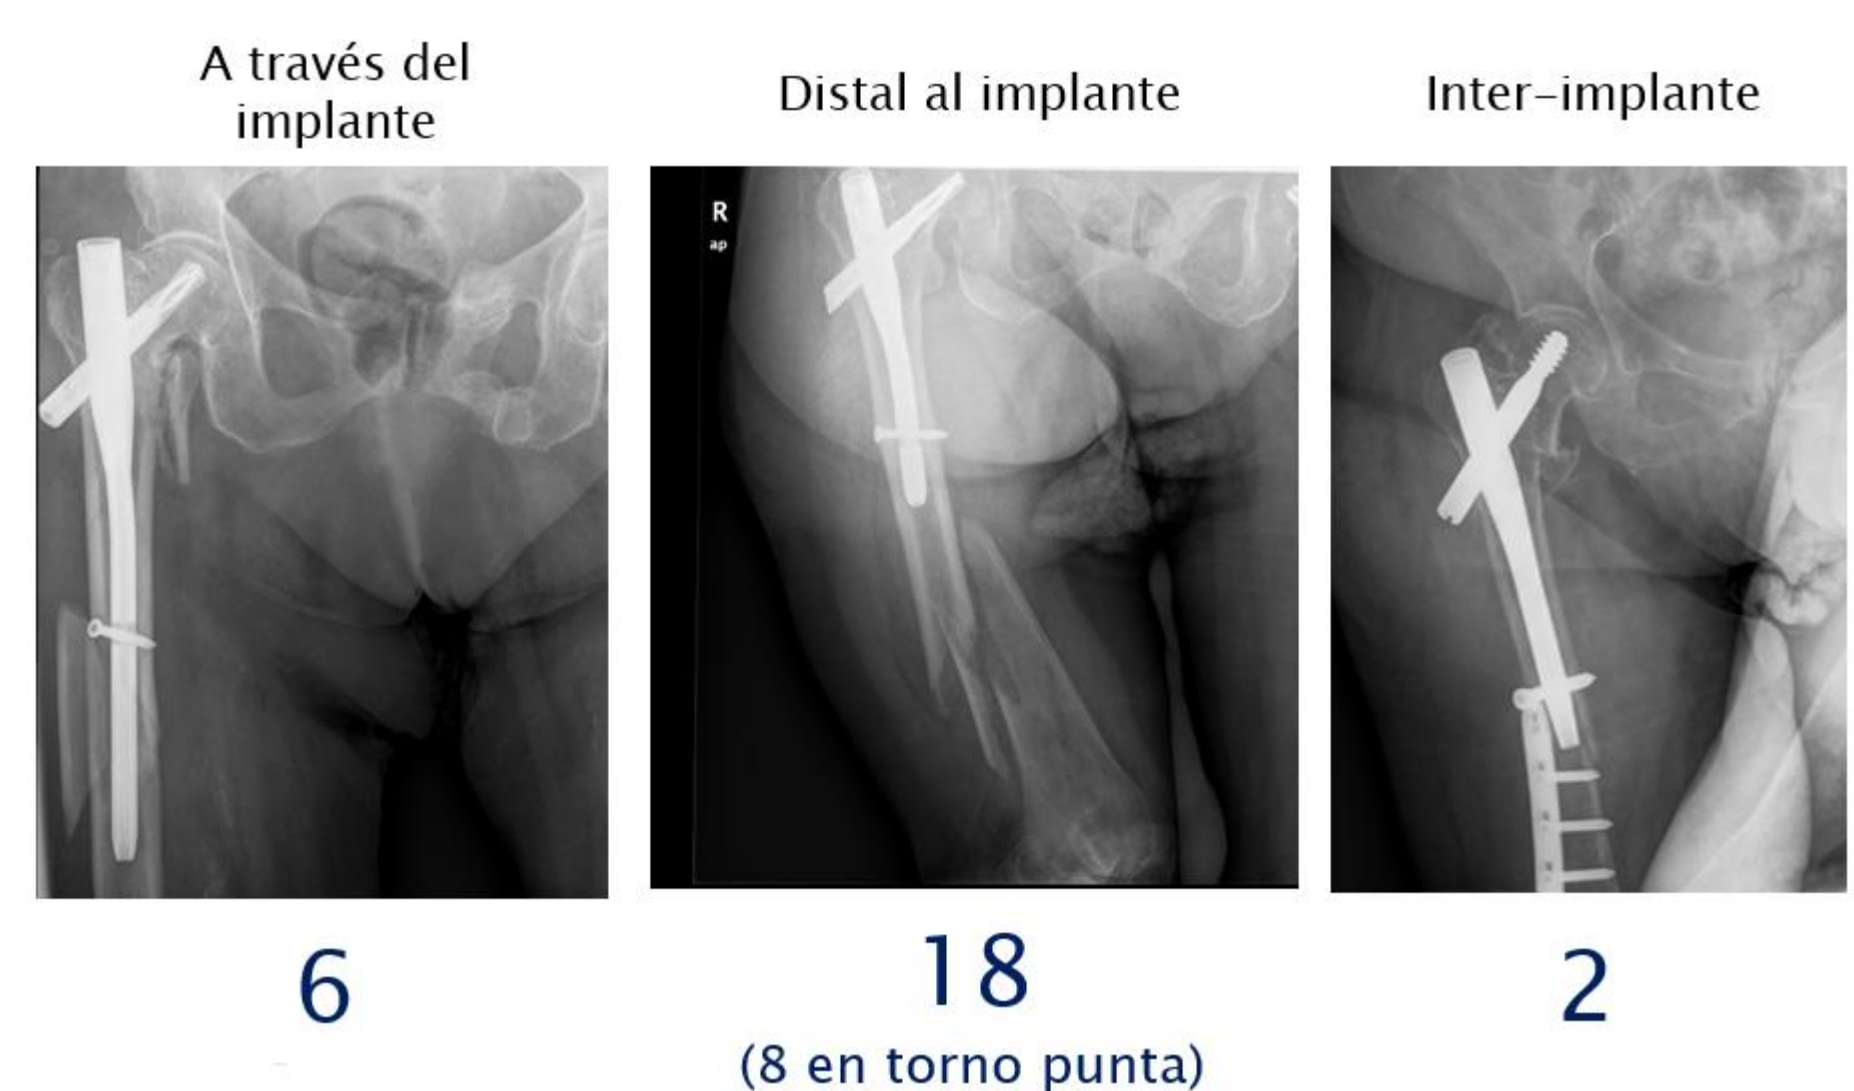 A través del
implante
Distal al implante
Inter-implante
R
ap
6
18
2
(8 en torno punta)